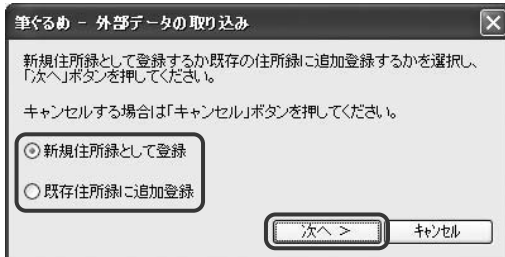 筆ぐるめ - 外部データの取り込み
新規住所録として登録するか既存の住所録に追加登録するかを選択し、
「次へ」ボタンを押してください。
キャンセルする場合は「キャンセル」ボタンを押してください。
新規住所録として登録
既存住所録に追加登録
次へ > キャンセル